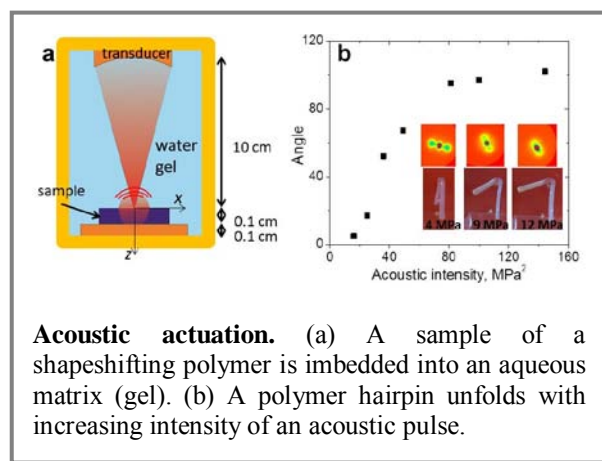 a
transducer
water
gel
10 cm
sample
x
0.1 cm
0.1 cm
z
b
120
80
40
0
Angle
4 MPa 9 MPa 12 MPa
0 40 80 120 160
Acoustic intensity, MPa²
Acoustic actuation. (a) A sample of a
shapeshifting polymer is imbedded into an aqueous
matrix (gel). (b) A polymer hairpin unfolds with
increasing intensity of an acoustic pulse.